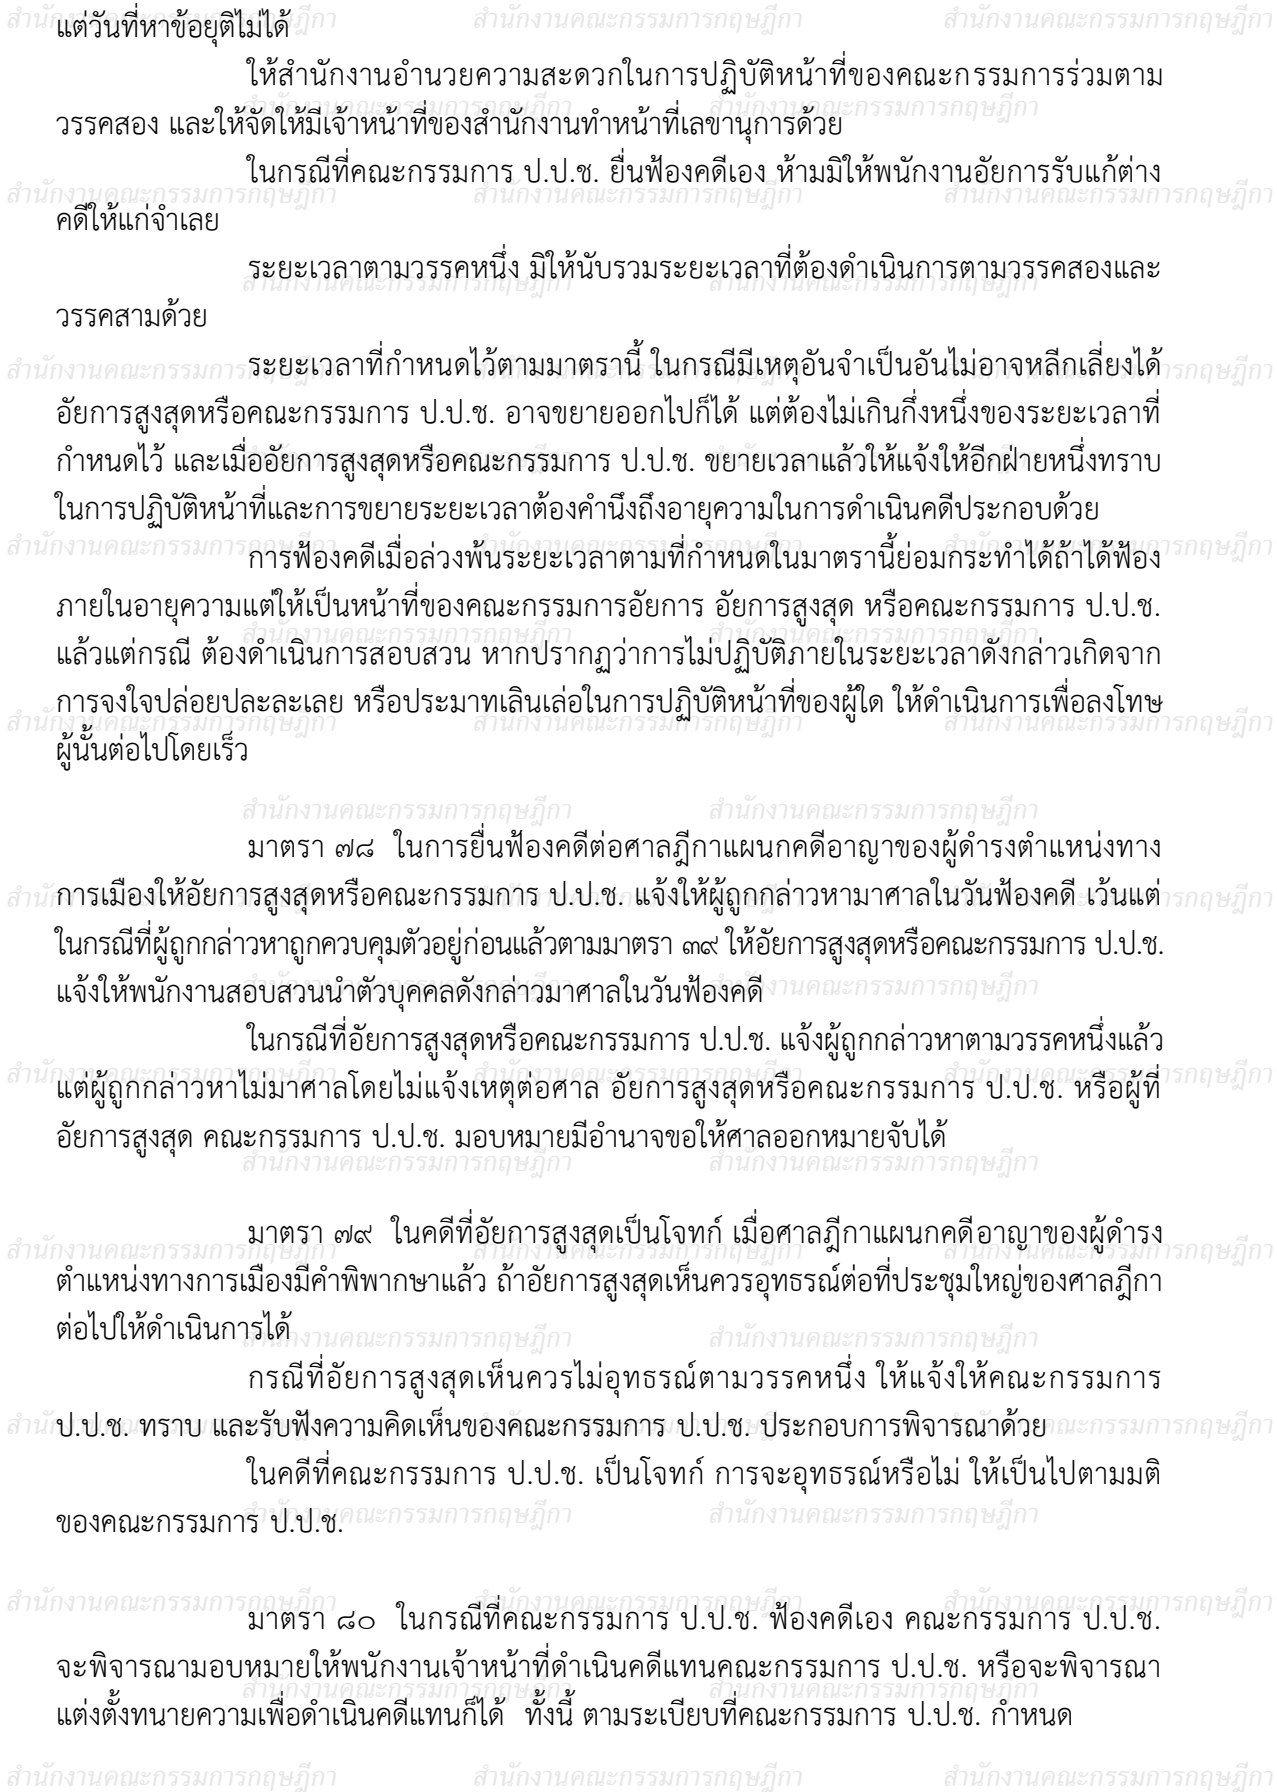 แต่วันที่หาข้อยุติไม่ได้
ให้สำนักงานอำนวยความสะดวกในการปฏิบัติหน้าที่ของคณะกรรมการร่วมตาม
วรรคสอง และให้จัดให้มีเจ้าหน้าที่ของสำนักงานทำหน้าที่เลขานุการด้วย
ในกรณีที่คณะกรรมการ ป.ป.ช. ยื่นฟ้องคดีเอง ห้ามมิให้พนักงานอัยการรับแก้ต่าง
คดีให้แก่จำเลย
ระยะเวลาตามวรรคหนึ่ง มิให้นับรวมระยะเวลาที่ต้องดำเนินการตามวรรคสองและ
วรรคสามด้วย
ระยะเวลาที่กำหนดไว้ตามมาตรานี้ ในกรณีมีเหตุอันจำเป็นอันไม่อาจหลีกเลี่ยงได้
อัยการสูงสุดหรือคณะกรรมการ ป.ป.ช. อาจขยายออกไปก็ได้ แต่ต้องไม่เกินกึ่งหนึ่งของระยะเวลาที่
กำหนดไว้ และเมื่ออัยการสูงสุดหรือคณะกรรมการ ป.ป.ช. ขยายเวลาแล้วให้แจ้งให้อีกฝ่ายหนึ่งทราบ
ในการปฏิบัติหน้าที่และการขยายระยะเวลาต้องคำนึงถึงอายุความในการดำเนินคดีประกอบด้วย
การฟ้องคดีเมื่อล่วงพ้นระยะเวลาตามที่กำหนดในมาตรานี้ย่อมกระทำได้ถ้าได้ฟ้อง
ภายในอายุความแต่ให้เป็นหน้าที่ของคณะกรรมการอัยการ อัยการสูงสุด หรือคณะกรรมการ ป.ป.ช.
แล้วแต่กรณี ต้องดำเนินการสอบสวน หากปรากฏว่าการไม่ปฏิบัติภายในระยะเวลาดังกล่าวเกิดจาก
การจงใจปล่อยปละละเลย หรือประมาทเลินเล่อในการปฏิบัติหน้าที่ของผู้ใด ให้ดำเนินการเพื่อลงโทษ
ผู้นั้นต่อไปโดยเร็ว
มาตรา ๗๘ ในการยื่นฟ้องคดีต่อศาลฎีกาแผนกคดีอาญาของผู้ดำรงตำแหน่งทาง
การเมืองให้อัยการสูงสุดหรือคณะกรรมการ ป.ป.ช. แจ้งให้ผู้ถูกกล่าวหามาศาลในวันฟ้องคดี เว้นแต่
ในกรณีที่ผู้ถูกกล่าวหาถูกควบคุมตัวอยู่ก่อนแล้วตามมาตรา ๓๙ ให้อัยการสูงสุดหรือคณะกรรมการ ป.ป.ช.
แจ้งให้พนักงานสอบสวนนำตัวบุคคลดังกล่าวมาศาลในวันฟ้องคดี
ในกรณีที่อัยการสูงสุดหรือคณะกรรมการ ป.ป.ช. แจ้งผู้ถูกกล่าวหาตามวรรคหนึ่งแล้ว
แต่ผู้ถูกกล่าวหาไม่มาศาลโดยไม่แจ้งเหตุต่อศาล อัยการสูงสุดหรือคณะกรรมการ ป.ป.ช. หรือผู้ที่
อัยการสูงสุด คณะกรรมการ ป.ป.ช. มอบหมายมีอำนาจขอให้ศาลออกหมายจับได้
มาตรา ๗๙ ในคดีที่อัยการสูงสุดเป็นโจทก์ เมื่อศาลฎีกาแผนกคดีอาญาของผู้ดำรง
ตำแหน่งทางการเมืองมีคำพิพากษาแล้ว ถ้าอัยการสูงสุดเห็นควรอุทธรณ์ต่อที่ประชุมใหญ่ของศาลฎีกา
ต่อไปให้ดำเนินการได้
กรณีที่อัยการสูงสุดเห็นควรไม่อุทธรณ์ตามวรรคหนึ่ง ให้แจ้งให้คณะกรรมการ
ป.ป.ช. ทราบ และรับฟังความคิดเห็นของคณะกรรมการ ป.ป.ช. ประกอบการพิจารณาด้วย
ในคดีที่คณะกรรมการ ป.ป.ช. เป็นโจทก์ การจะอุทธรณ์หรือไม่ ให้เป็นไปตามมติ
ของคณะกรรมการ ป.ป.ช.
มาตรา ๘๐ ในกรณีที่คณะกรรมการ ป.ป.ช. ฟ้องคดีเอง คณะกรรมการ ป.ป.ช.
จะพิจารณามอบหมายให้พนักงานเจ้าหน้าที่ดำเนินคดีแทนคณะกรรมการ ป.ป.ช. หรือจะพิจารณา
แต่งตั้งทนายความเพื่อดำเนินคดีแทนก็ได้ ทั้งนี้ ตามระเบียบที่คณะกรรมการ ป.ป.ช. กำหนด